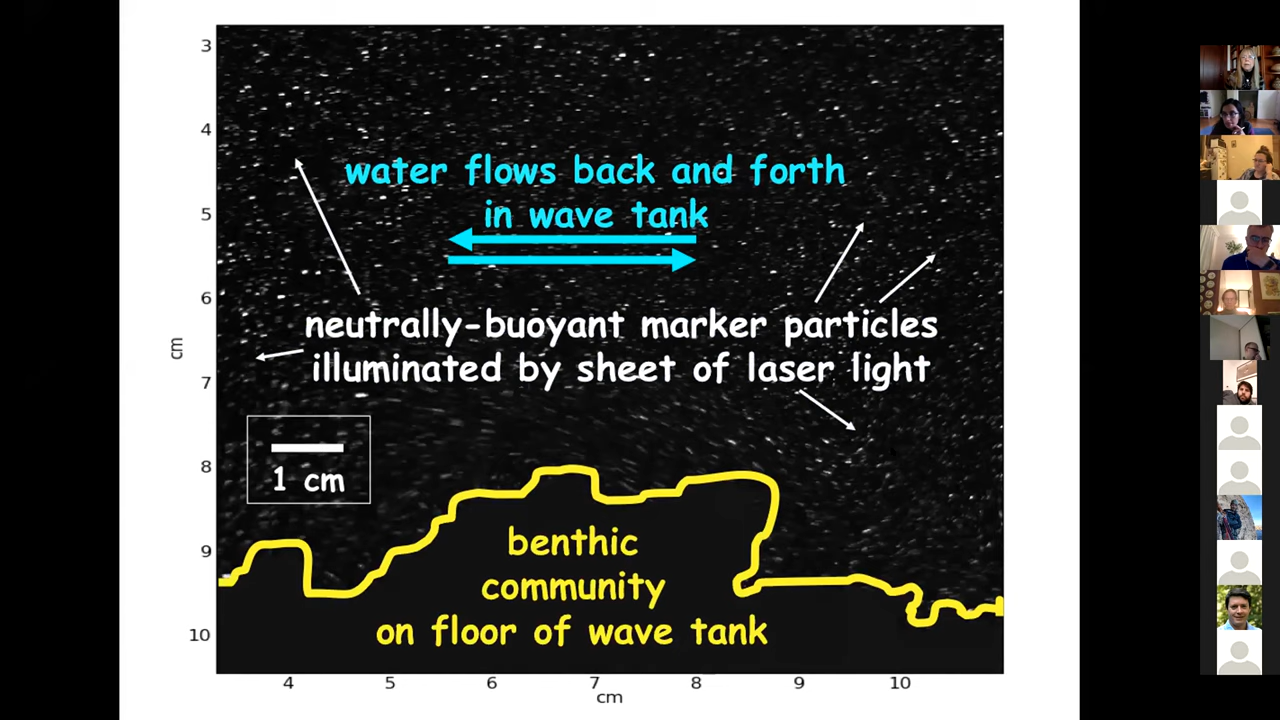 3
4
water flows back and forth
5
in wave tank
6
neutrally-buoyant marker particles
cm
illuminated by sheet of laser light
7
8
1 cm
benthic
9
community
on floor of wave tank
10
4 5 6 7 8 9 10
cm